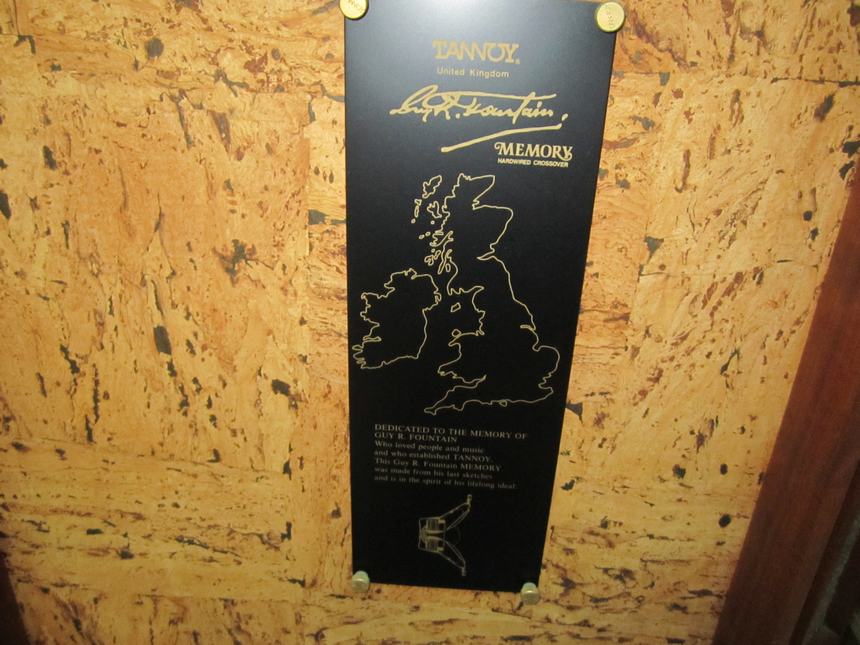 TANNOY®
United Kingdom
Guy R. Fountain.
MEMORY
HARDWIRED CROSSOVER
DEDICATED TO THE MEMORY OF
GUY R. FOUNTAIN
Who loved people and music
and who established TANNOY.
This Guy R. Fountain MEMORY
was made from his last sketches
and is in the spirit of his lifelong ideal.